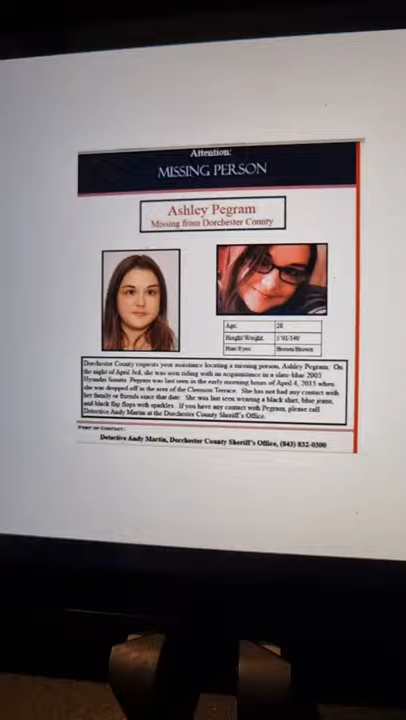 Attention:
MISSING PERSON
Ashley Pegram
Missing from Dorchester County
Age: 28
Height/Weight: 5'02/140
Hair/Eyes: Brown/Brown
Dorchester County requests your assistance locating a missing person, Ashley Pegram. On
the night of April 3rd, she was seen riding with an acquaintance in a slate-blue 2005
Hyundai Sonata. Pegram was last seen in the early morning hours of April 4, 2015 when
she was dropped off in the area of the Clemson Terrace. She has not had any contact with
her family or friends since that date. She was last seen wearing a black shirt, blue jeans,
and black flip flops with sparkles. If you have any contact with Pegram, please call
Detective Andy Martin at the Dorchester County Sheriff's Office.
POINT OF CONTACT:
Detective Andy Martin, Dorchester County Sheriff's Office, (843) 832-0300